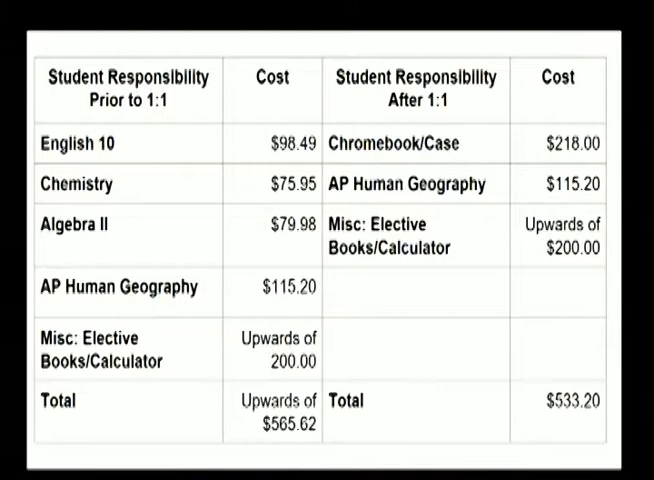 Student Responsibility Cost Student Responsibility Cost
Prior to 1:1 After 1:1
English 10 $98.49 Chromebook/Case $218.00
Chemistry $75.95 AP Human Geography $115.20
Algebra II $79.98 Misc: Elective Upwards of
Books/Calculator $200.00
AP Human Geography $115.20
Misc: Elective Upwards of
Books/Calculator 200.00
Total Upwards of Total $533.20
$565.62